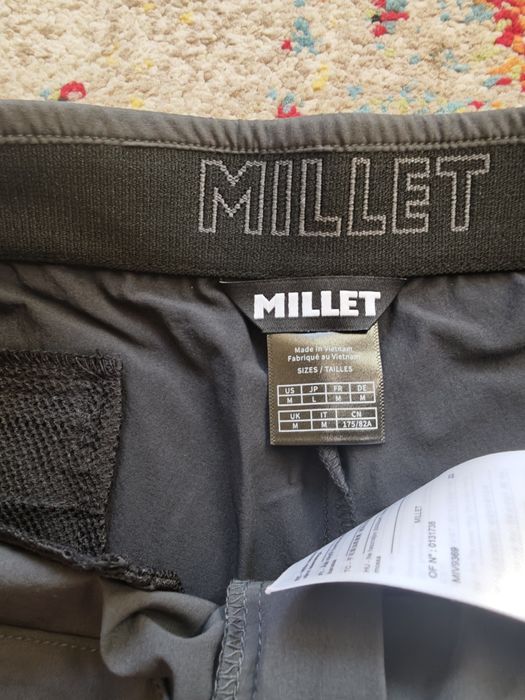 MILLET
MILLET
Made in Vietnam
Fabriqué au Vietnam
SIZES / TAILLES
US JP FR DE
M L M M
UK IT CN
M M 175/82A
MILLET
OF N° : 0131736
MIV9369